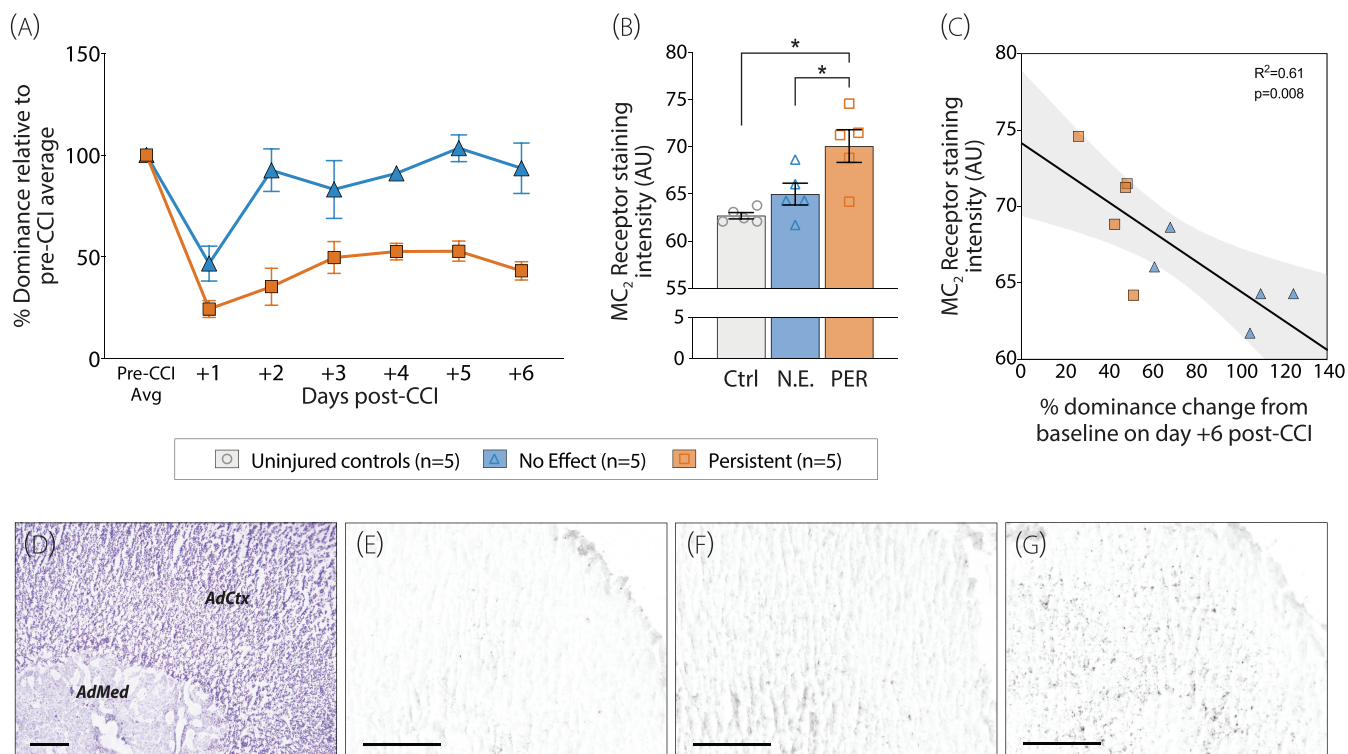 (A)
% Dominance relative to
pre-CCI average
150
100
50
0
Pre-CCI
Avg
+1
+2
+3
+4
+5
+6
Days post-CCI
(B)
MC₂ Receptor staining
intensity (AU)
80
75
70
65
60
55
5
0
*
*
Ctrl
N.E.
PER
(C)
MC₂ Receptor staining
intensity (AU)
80
75
70
65
60
R²=0.61
p=0.008
0
20
40
60
80
100
120
140
% dominance change from
baseline on day +6 post-CCI
Uninjured controls (n=5)
No Effect (n=5)
Persistent (n=5)
(D)
AdCtx
AdMed
(E)
(F)
(G)